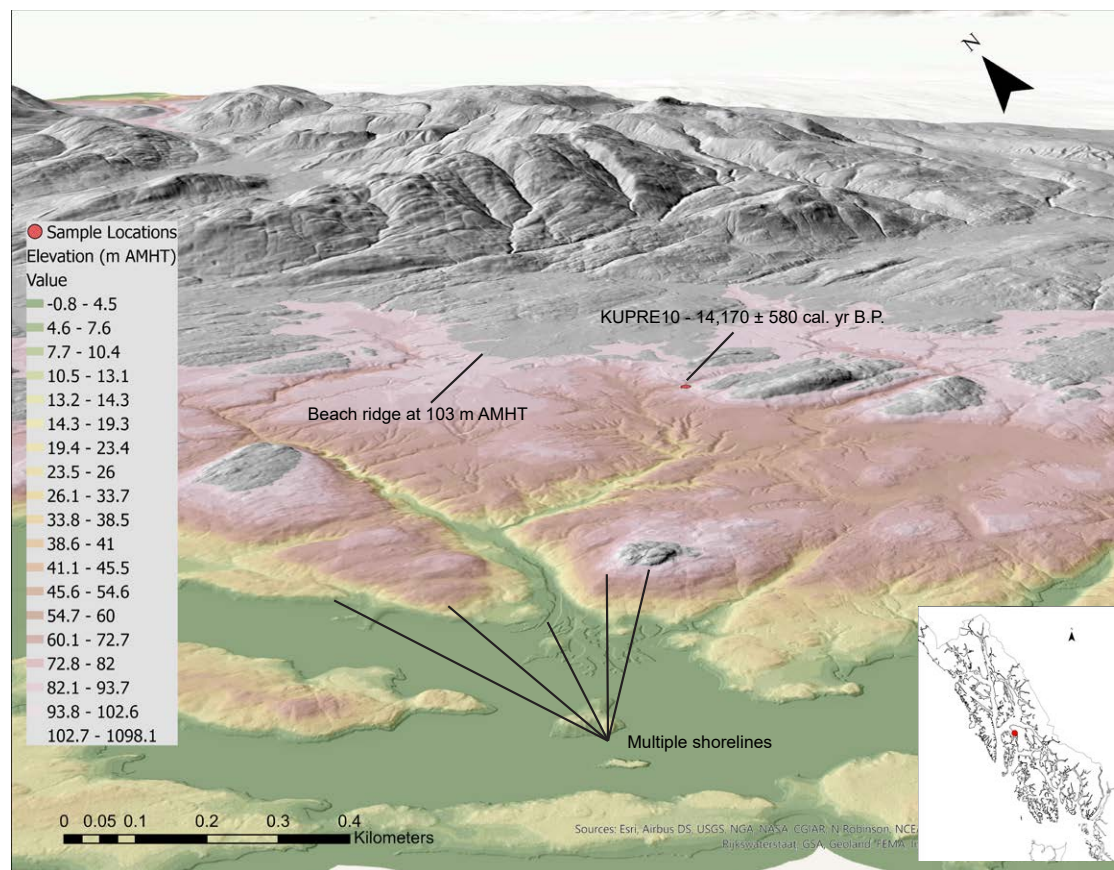 N
Sample Locations
Elevation (m AMHT)
Value
-0.8 - 4.5
4.6 - 7.6
7.7 - 10.4
10.5 - 13.1
13.2 - 14.3
14.3 - 19.3
19.4 - 23.4
23.5 - 26
26.1 - 33.7
33.8 - 38.5
38.6 - 41
41.1 - 45.5
45.6 - 54.6
54.7 - 60
60.1 - 72.7
72.8 - 82
82.1 - 93.7
93.8 - 102.6
102.7 - 1098.1
KUPRE10 - 14,170 ± 580 cal. yr B.P.
Beach ridge at 103 m AMHT
Multiple shorelines
0 0.05 0.1 0.2 0.3 0.4
Kilometers
Sources: Esri, Airbus DS, USGS, NGA, NASA, CGIAR, N Robinson, NCE
Rijkswaterstaat, GSA, Geoland, FEMA, In